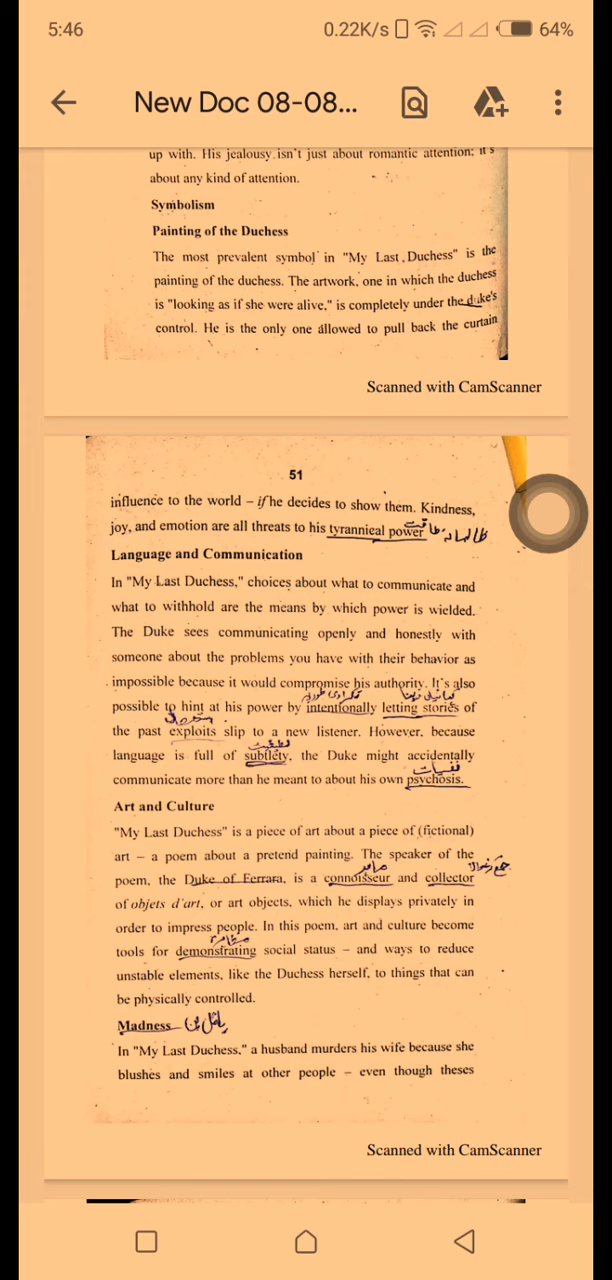 5:46
0.22K/s
64%
New Doc 08-08...
up with. His jealousy isn't just about romantic attention; it's
about any kind of attention.
Symbolism
Painting of the Duchess
The most prevalent symbol in "My Last Duchess" is the
painting of the duchess. The artwork, one in which the duchess
is "looking as if she were alive," is completely under the duke's
control. He is the only one allowed to pull back the curtain
Scanned with CamScanner
51
influence to the world – if he decides to show them. Kindness,
joy, and emotion are all threats to his tyrannical power ظالمانہ طاقت
Language and Communication
In "My Last Duchess," choices about what to communicate and
what to withhold are the means by which power is wielded.
The Duke sees communicating openly and honestly with
someone about the problems you have with their behavior as
impossible because it would compromise his authority. It's also
possible to hint at his power by intentionally letting stories of
the past exploits slip to a new listener. However, because
language is full of subtlety, the Duke might accidentally
نفسیات
communicate more than he meant to about his own psychosis.
Art and Culture
"My Last Duchess" is a piece of art about a piece of (fictional)
art – a poem about a pretend painting. The speaker of the
poem, the Duke of Ferrara, is a connoisseur and collector
of objets d'art, or art objects, which he displays privately in
order to impress people. In this poem, art and culture become
tools for demonstrating social status – and ways to reduce
unstable elements, like the Duchess herself, to things that can
be physically controlled.
Madness پاگل پن
In "My Last Duchess," a husband murders his wife because she
blushes and smiles at other people – even though theses
Scanned with CamScanner